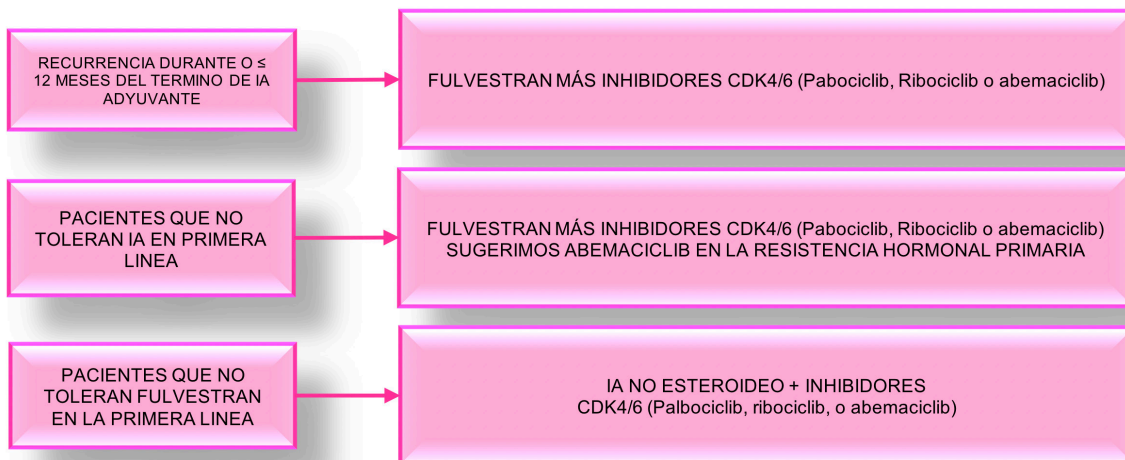 RECURRENCIA DURANTE O ≤
12 MESES DEL TERMINO DE IA
ADYUVANTE
FULVESTRAN MÁS INHIBIDORES CDK4/6 (Pabociclib, Ribociclib o abemaciclib)
PACIENTES QUE NO
TOLERAN IA EN PRIMERA
LINEA
FULVESTRAN MÁS INHIBIDORES CDK4/6 (Pabociclib, Ribociclib o abemaciclib)
SUGERIMOS ABEMACICLIB EN LA RESISTENCIA HORMONAL PRIMARIA
PACIENTES QUE NO
TOLERAN FULVESTRAN
EN LA PRIMERA LINEA
IA NO ESTEROIDEO + INHIBIDORES
CDK4/6 (Palbociclib, ribociclib, o abemaciclib)